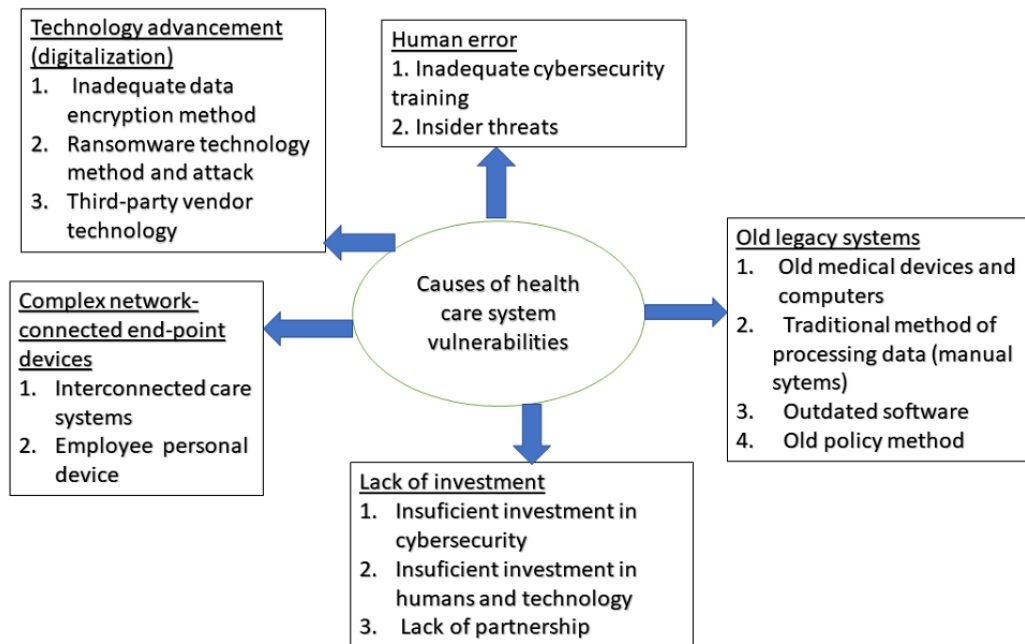 Technology advancement
(digitalization)
1. Inadequate data
encryption method
2. Ransomware technology
method and attack
3. Third-party vendor
technology
Human error
1. Inadequate cybersecurity
training
2. Insider threats
Causes of health
care system
vulnerabilities
Old legacy systems
1. Old medical devices and
computers
2. Traditional method of
processing data (manual
sytems)
3. Outdated software
4. Old policy method
Complex network-
connected end-point
devices
1. Interconnected care
systems
2. Employee personal
device
Lack of investment
1. Insuficient investment in
cybersecurity
2. Insuficient investment in
humans and technology
3. Lack of partnership